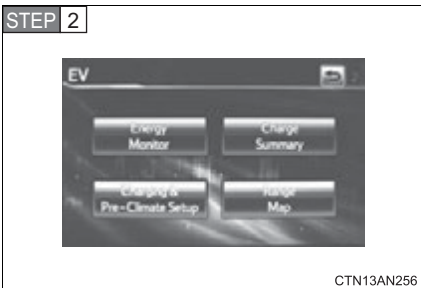 STEP 2
EV
Energy
Monitor
Charge
Summary
Charging &
Pre-Climate Setup
Range
Map
CTN13AN256